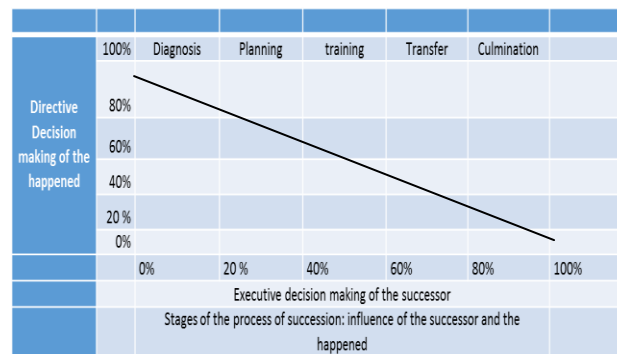 100% Diagnosis Planning training Transfer Culmination
Directive
Decision
making of the
happened
80%
60%
40%
20 %
0%
0% 20 % 40% 60% 80% 100%
Executive decision making of the successor
Stages of the process of succession: influence of the successor and the
happened